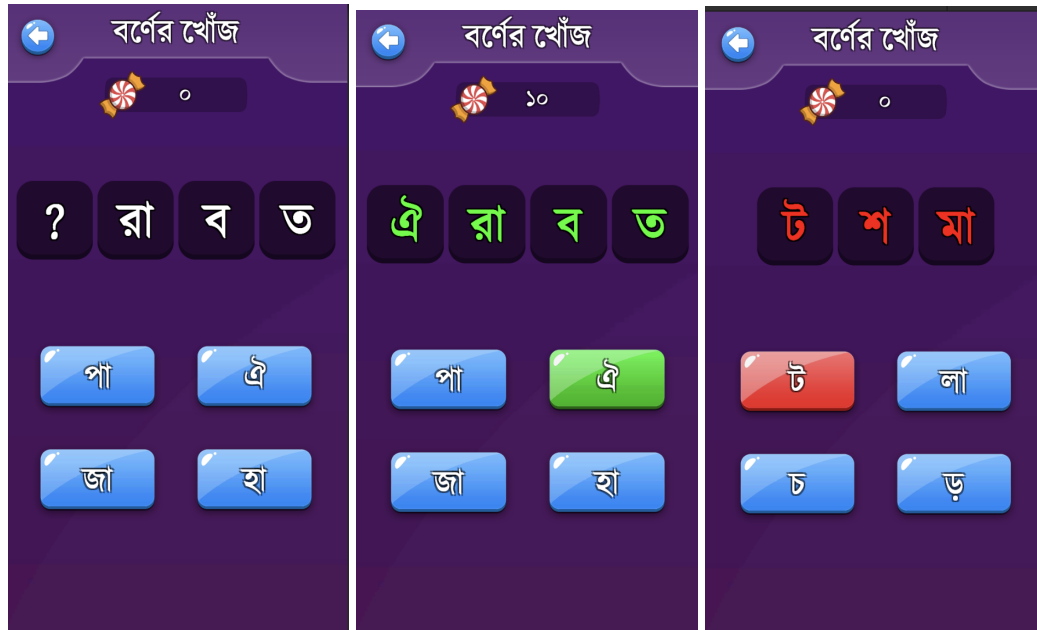 বর্ণের খোঁজ
০
? রা ব ত
পা ঐ
জা হা
বর্ণের খোঁজ
১০
ঐ রা ব ত
পা ঐ
জা হা
বর্ণের খোঁজ
০
ট শ মা
ট লা
চ ড়